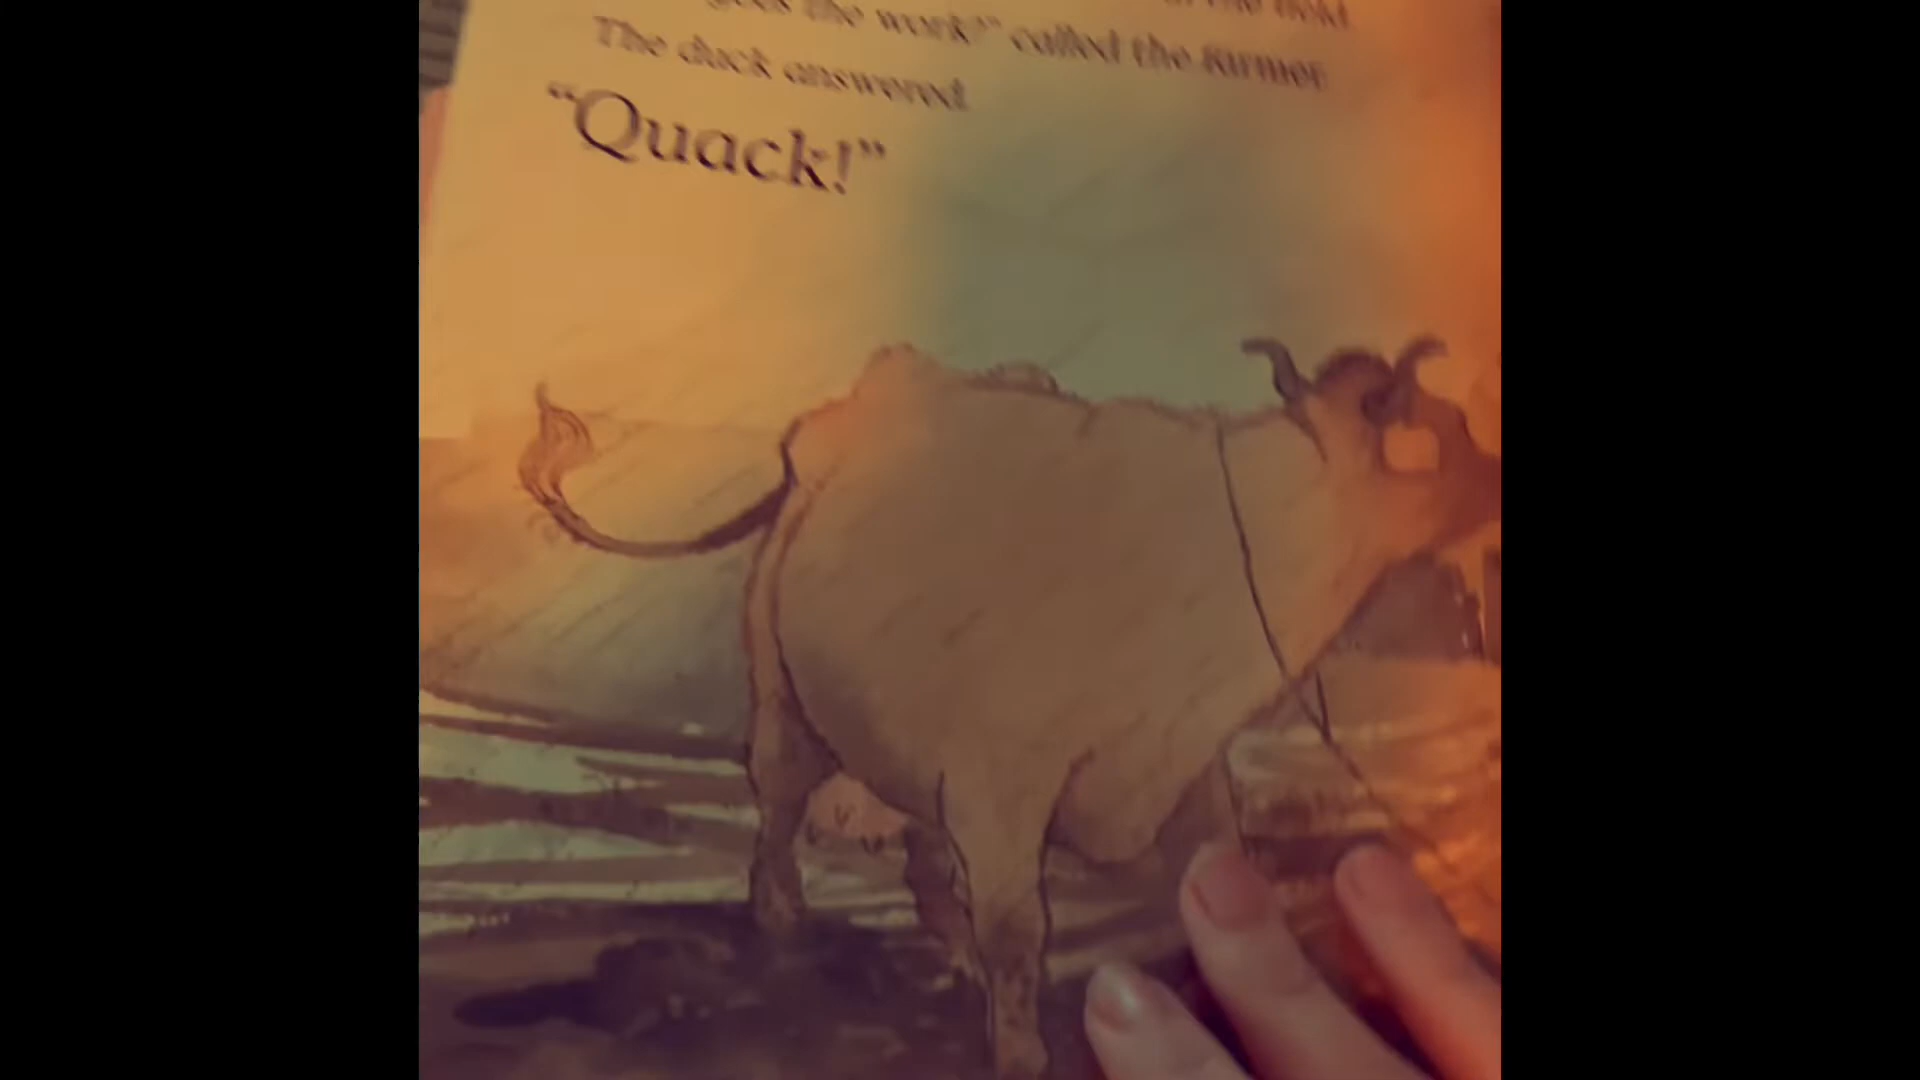 the work?” called the farmer.
The duck answered
“Quack!”